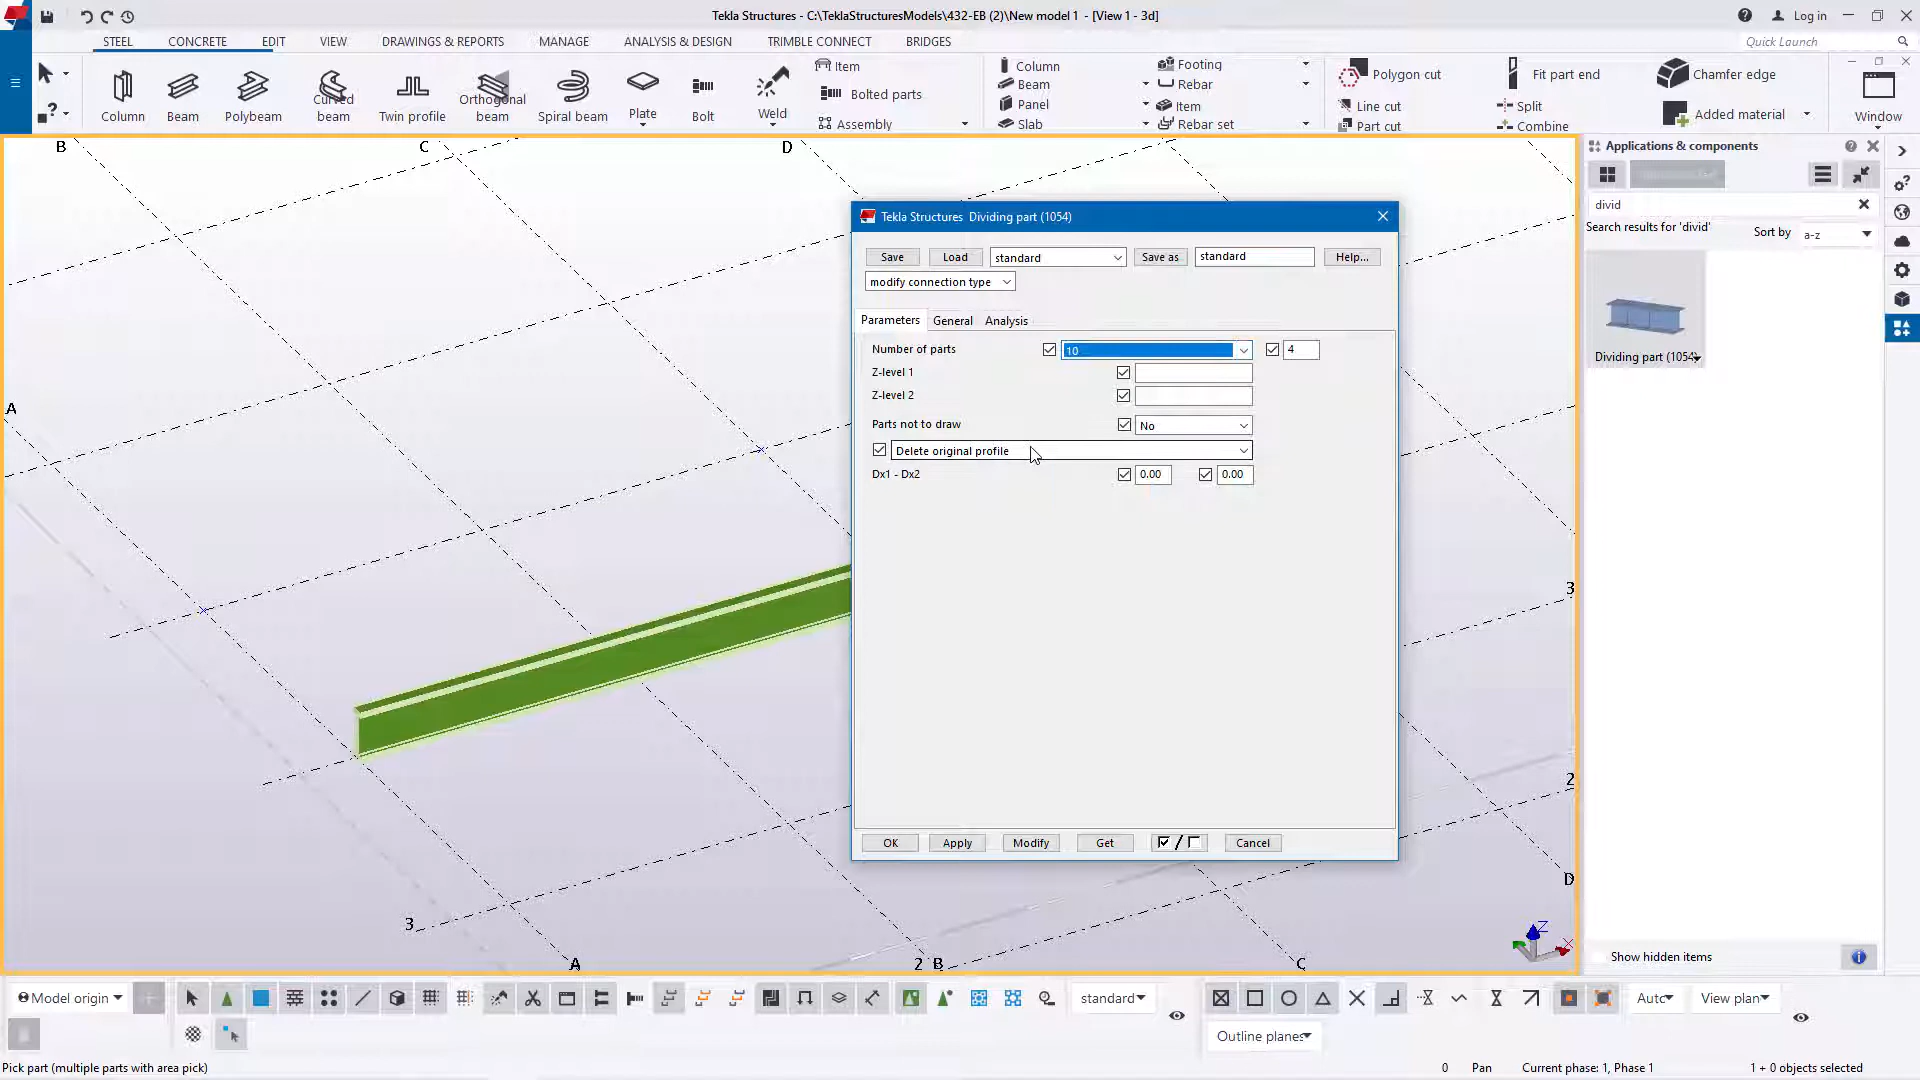 Tekla Structures - C:\TeklaStructuresModels\432-EB (2)\New model 1 - [View 1 - 3d]
Log in
STEEL CONCRETE EDIT VIEW DRAWINGS & REPORTS MANAGE ANALYSIS & DESIGN TRIMBLE CONNECT BRIDGES
Quick Launch
Column
Beam
Polybeam
Curved beam
Twin profile
Orthogonal beam
Spiral beam
Plate
Bolt
Weld
Item
Bolted parts
Assembly
Column
Beam
Panel
Slab
Footing
Rebar
Item
Rebar set
Polygon cut
Line cut
Part cut
Fit part end
Split
Combine
Chamfer edge
Added material
Window
B C D
A
3
2
D
3
A
2 B
C
Z
X
Tekla Structures Dividing part (1054)
Save Load standard Save as standard Help...
modify connection type
Parameters General Analysis
Number of parts 10 4
Z-level 1
Z-level 2
Parts not to draw No
Delete original profile
Dx1 - Dx2 0.00 0.00
OK Apply Modify Get / Cancel
Applications & components
divid
Search results for 'divid' Sort by a-z
Dividing part (1054)
Show hidden items
Model origin
standard
Auto
View plan
Outline planes
Pick part (multiple parts with area pick)
0 Pan Current phase: 1, Phase 1 1 + 0 objects selected